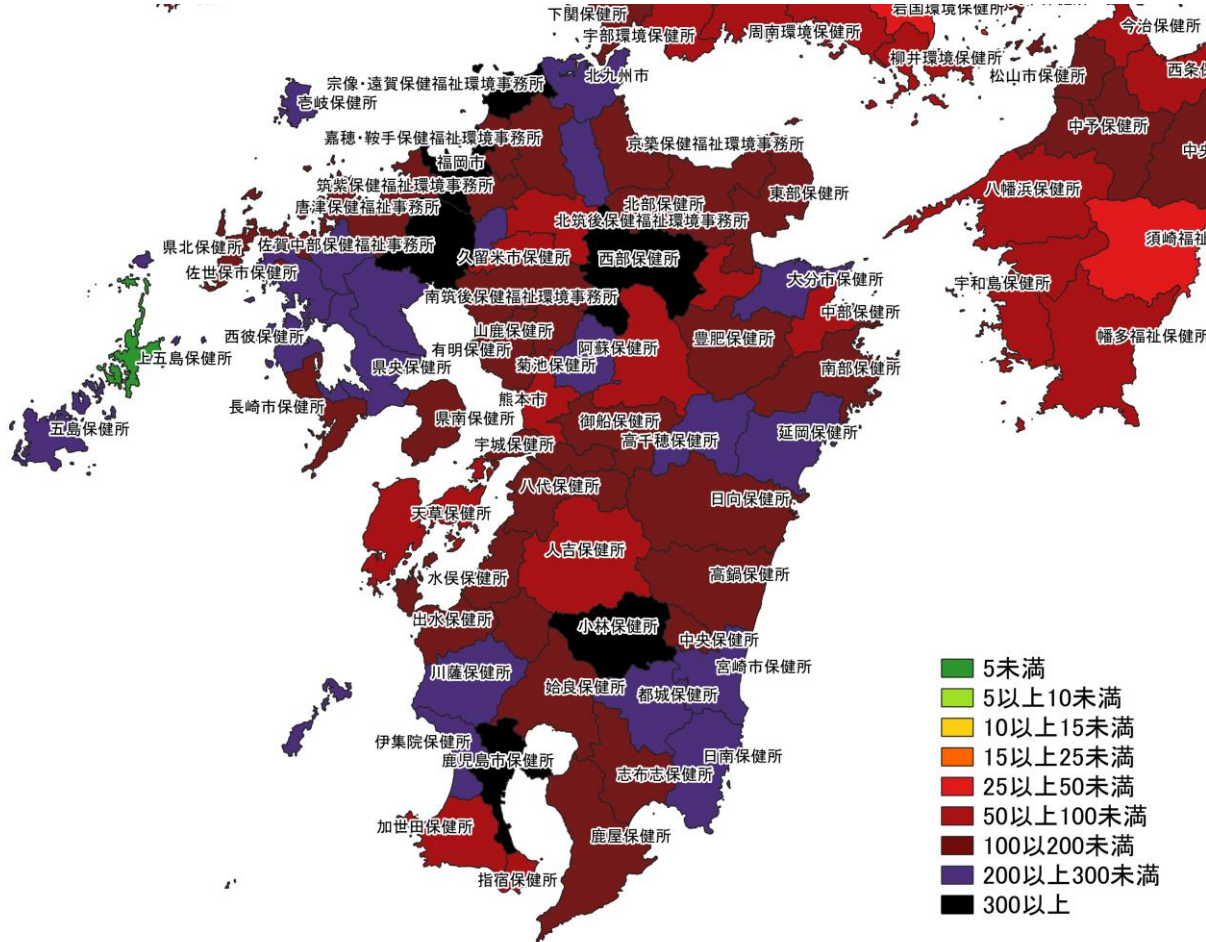 下関保健所
岩国環境保健所
今治保健所
宇部環境保健所
周南環境保健所
柳井環境保健所
松山市保健所
西条保
宗像・遠賀保健福祉環境事務所
北九州市
壱岐保健所
嘉穂・鞍手保健福祉環境事務所
京築保健福祉環境事務所
中予保健所
中央
福岡市
筑紫保健福祉環境事務所
東部保健所
八幡浜保健所
唐津保健福祉事務所
北部保健所
北筑後保健福祉環境事務所
須崎福祉
県北保健所
佐賀中部保健福祉事務所
久留米市保健所
西部保健所
佐世保市保健所
大分市保健所
宇和島保健所
南筑後保健福祉環境事務所
中部保健所
西彼保健所
山鹿保健所
豊肥保健所
幡多福祉保健所
上五島保健所
有明保健所
阿蘇保健所
県央保健所
菊池保健所
南部保健所
長崎市保健所
熊本市
五島保健所
県南保健所
御船保健所
延岡保健所
宇城保健所
高千穂保健所
八代保健所
日向保健所
天草保健所
人吉保健所
水俣保健所
高鍋保健所
出水保健所
小林保健所
中央保健所
川薩保健所
宮崎市保健所
姶良保健所
都城保健所
伊集院保健所
鹿児島市保健所
日南保健所
志布志保健所
加世田保健所
鹿屋保健所
指宿保健所
5未満
5以上10未満
10以上15未満
15以上25未満
25以上50未満
50以上100未満
100以200未満
200以上300未満
300以上